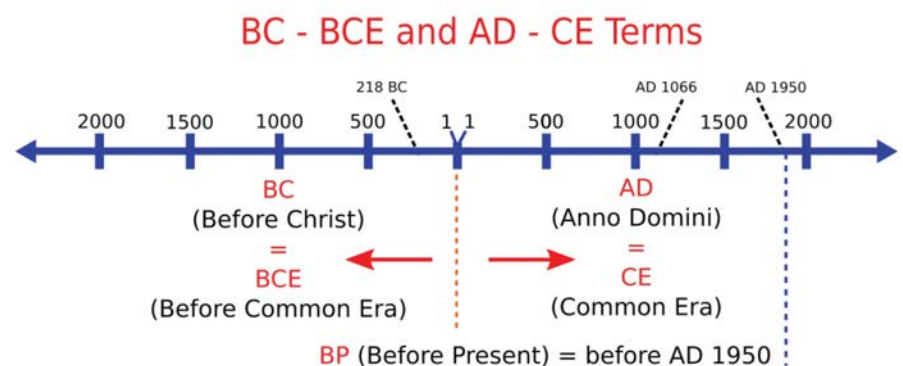 BC - BCE and AD - CE Terms
218 BC AD 1066 AD 1950
2000 1500 1000 500 1 1 500 1000 1500 2000
BC AD
(Before Christ) (Anno Domini)
= =
BCE CE
(Before Common Era) (Common Era)
BP (Before Present) = before AD 1950